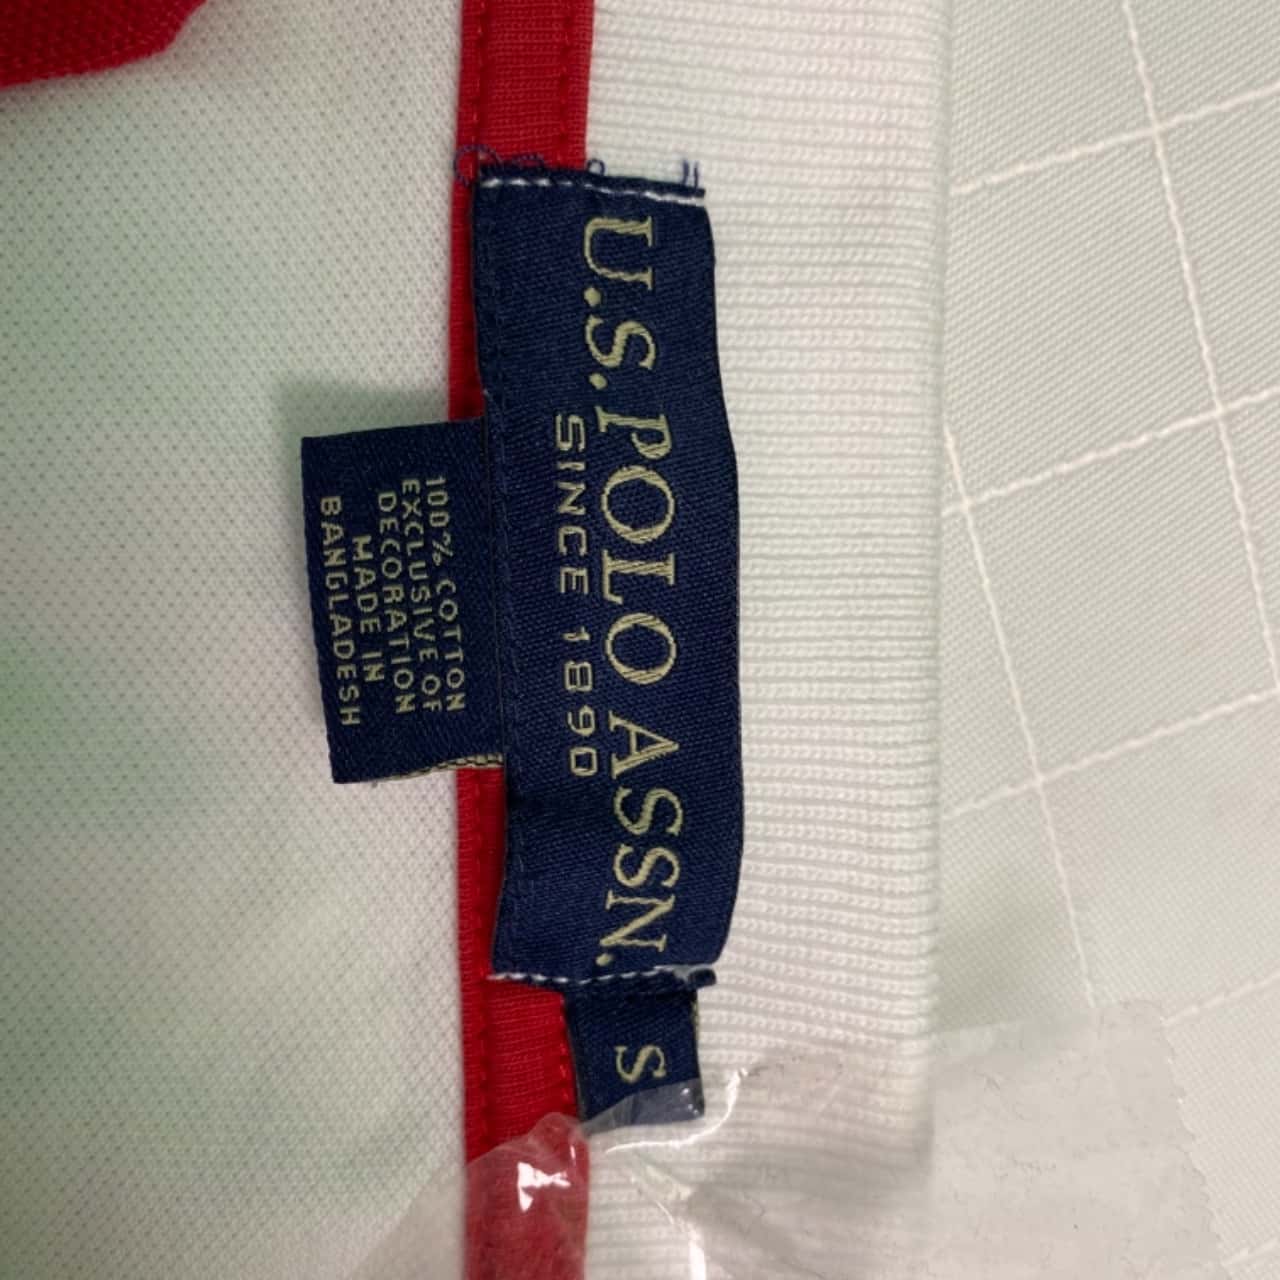 U.S. POLO ASSN.
SINCE 1890
S
100% COTTON
EXCLUSIVE OF
DECORATION
MADE IN
BANGLADESH